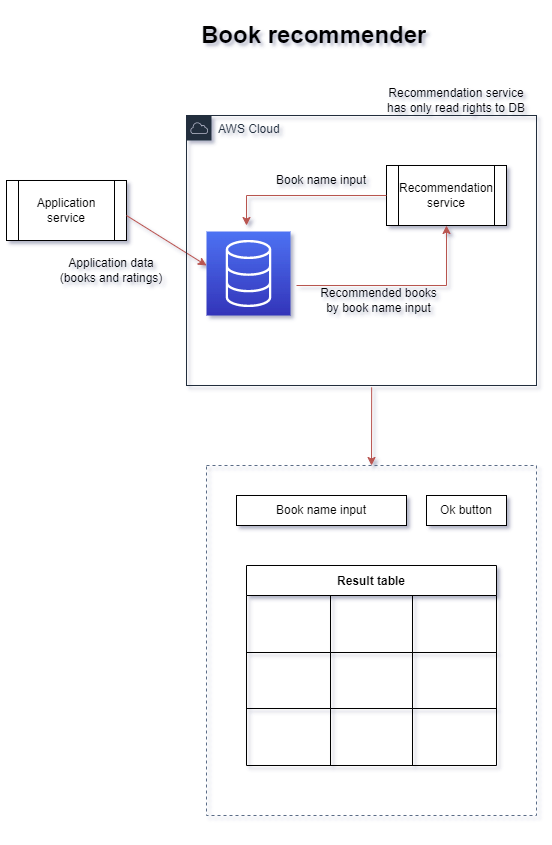 Book recommender
Recommendation service
has only read rights to DB
AWS Cloud
Book name input
Recommendation
service
Application
service
Application data
(books and ratings)
Recommended books
by book name input
Book name input
Ok button
Result table